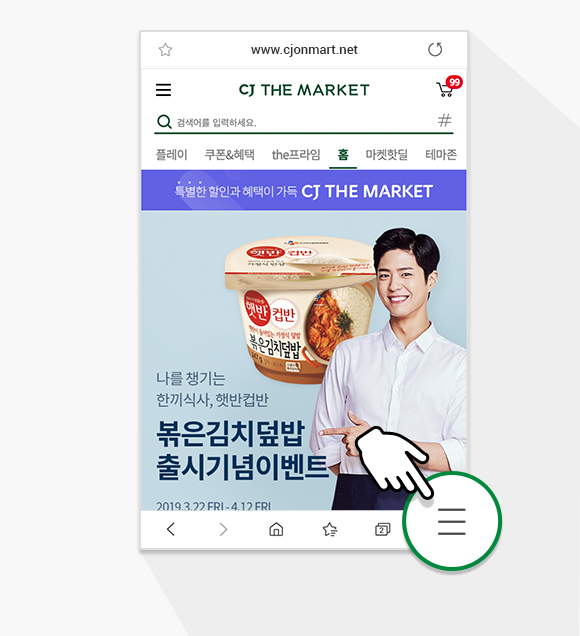 www.cjonmart.net
CJ THE MARKET
99
검색어를 입력하세요.
#
플레이 쿠폰&혜택 the프라임 홈 마켓핫딜 테마존
특별한 할인과 혜택이 가득 CJ THE MARKET
햇반 컵반
햇반 컵반
볶은김치덮밥
나를 챙기는
한끼식사, 햇반컵반
볶은김치덮밥
출시기념이벤트
2019.3.22 FRI - 4.12 FRI
2